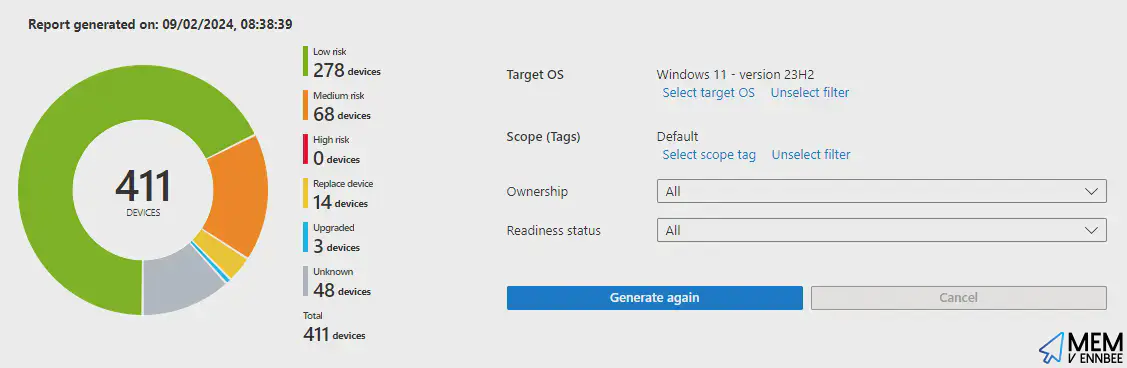 Report generated on: 09/02/2024, 08:38:39
411
DEVICES
Low risk
278 devices
Medium risk
68 devices
High risk
0 devices
Replace device
14 devices
Upgraded
3 devices
Unknown
48 devices
Total
411 devices
Target OS
Windows 11 - version 23H2
Select target OS Unselect filter
Scope (Tags)
Default
Select scope tag Unselect filter
Ownership
All
Readiness status
All
Generate again
Cancel
MEM
V ENNBEE